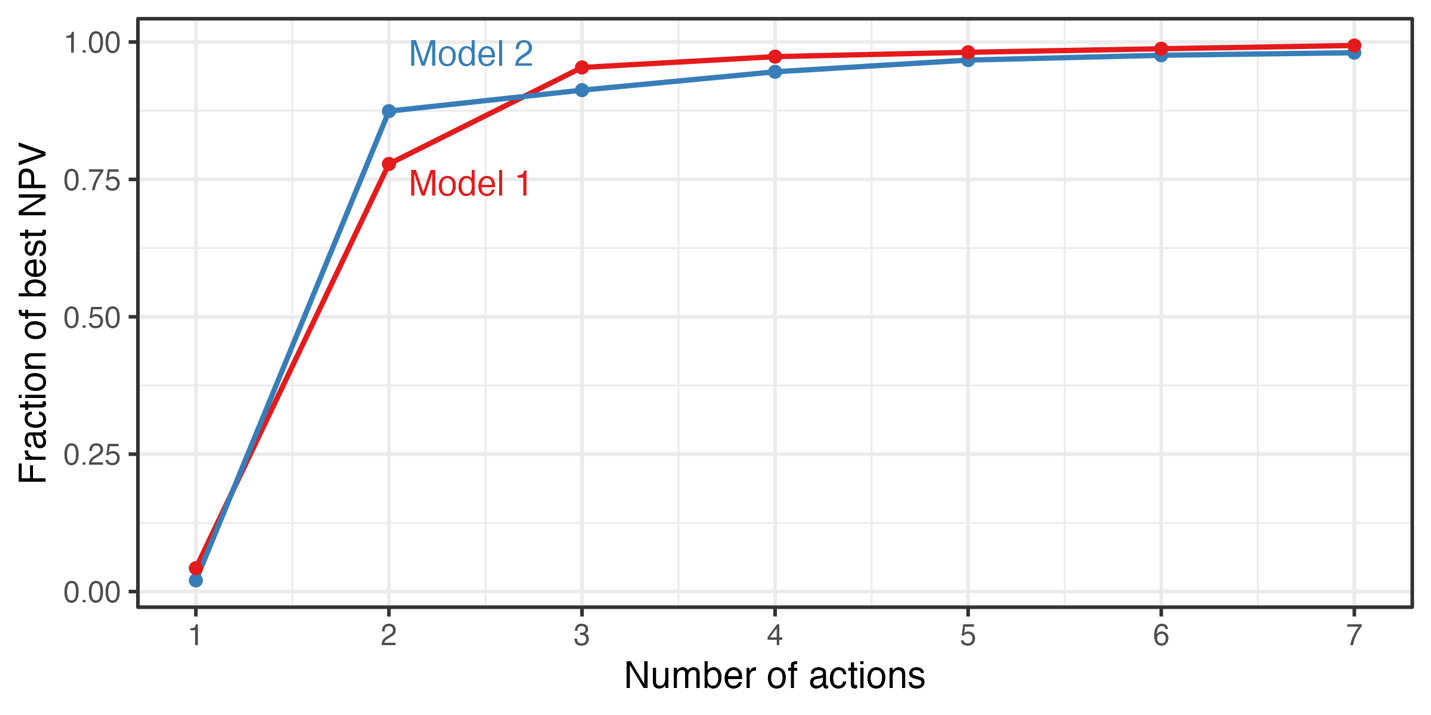 Fraction of best NPV
1.00
0.75
0.50
0.25
0.00
Model 2
Model 1
1 2 3 4 5 6 7
Number of actions